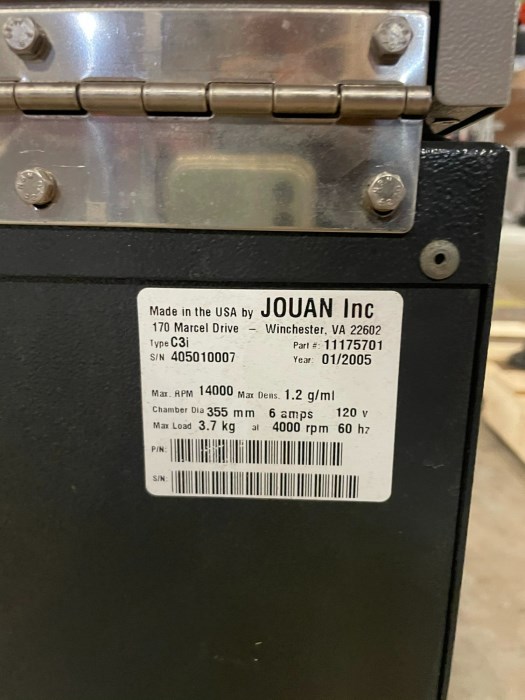 Made in the USA by JOUAN Inc
170 Marcel Drive – Winchester, VA 22602
Type C3i Part #: 11175701
S/N 405010007 Year: 01/2005
Max. RPM 14000 Max Dens. 1.2 g/ml
Chamber Dia 355 mm 6 amps 120 v
Max Load 3.7 kg at 4000 rpm 60 hz
P/N:
S/N: